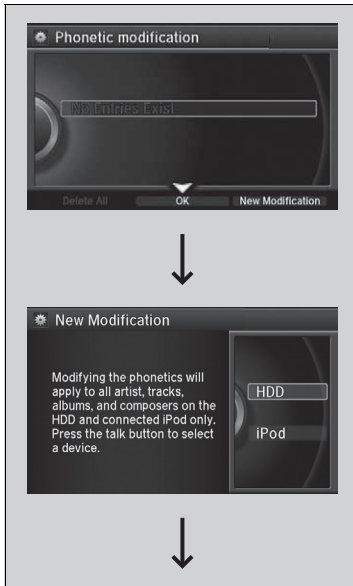 Phonetic modification
No Entries Exist
Delete All OK New Modification
New Modification
Modifying the phonetics will
apply to all artist, tracks,
albums, and composers on the
HDD and connected iPod only.
Press the talk button to select
a device.
HDD
iPod